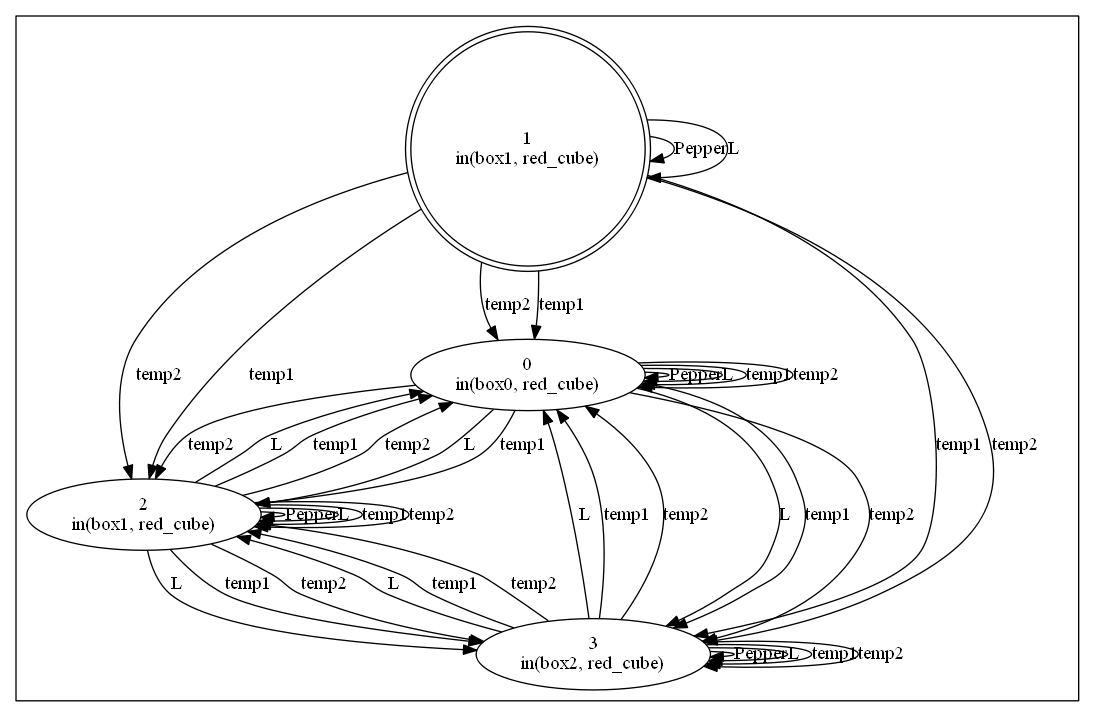 1
in(box1, red_cube)
Pepper
L
temp2
temp1
temp2
temp1
0
in(box0, red_cube)
Pepper
L
temp1
temp2
temp2
L
temp1
temp2
L
temp1
L
temp1
temp2
L
temp1
temp2
temp1
temp2
2
in(box1, red_cube)
Pepper
L
temp1
temp2
L
temp1
temp2
L
temp1
temp2
3
in(box2, red_cube)
Pepper
L
temp1
temp2